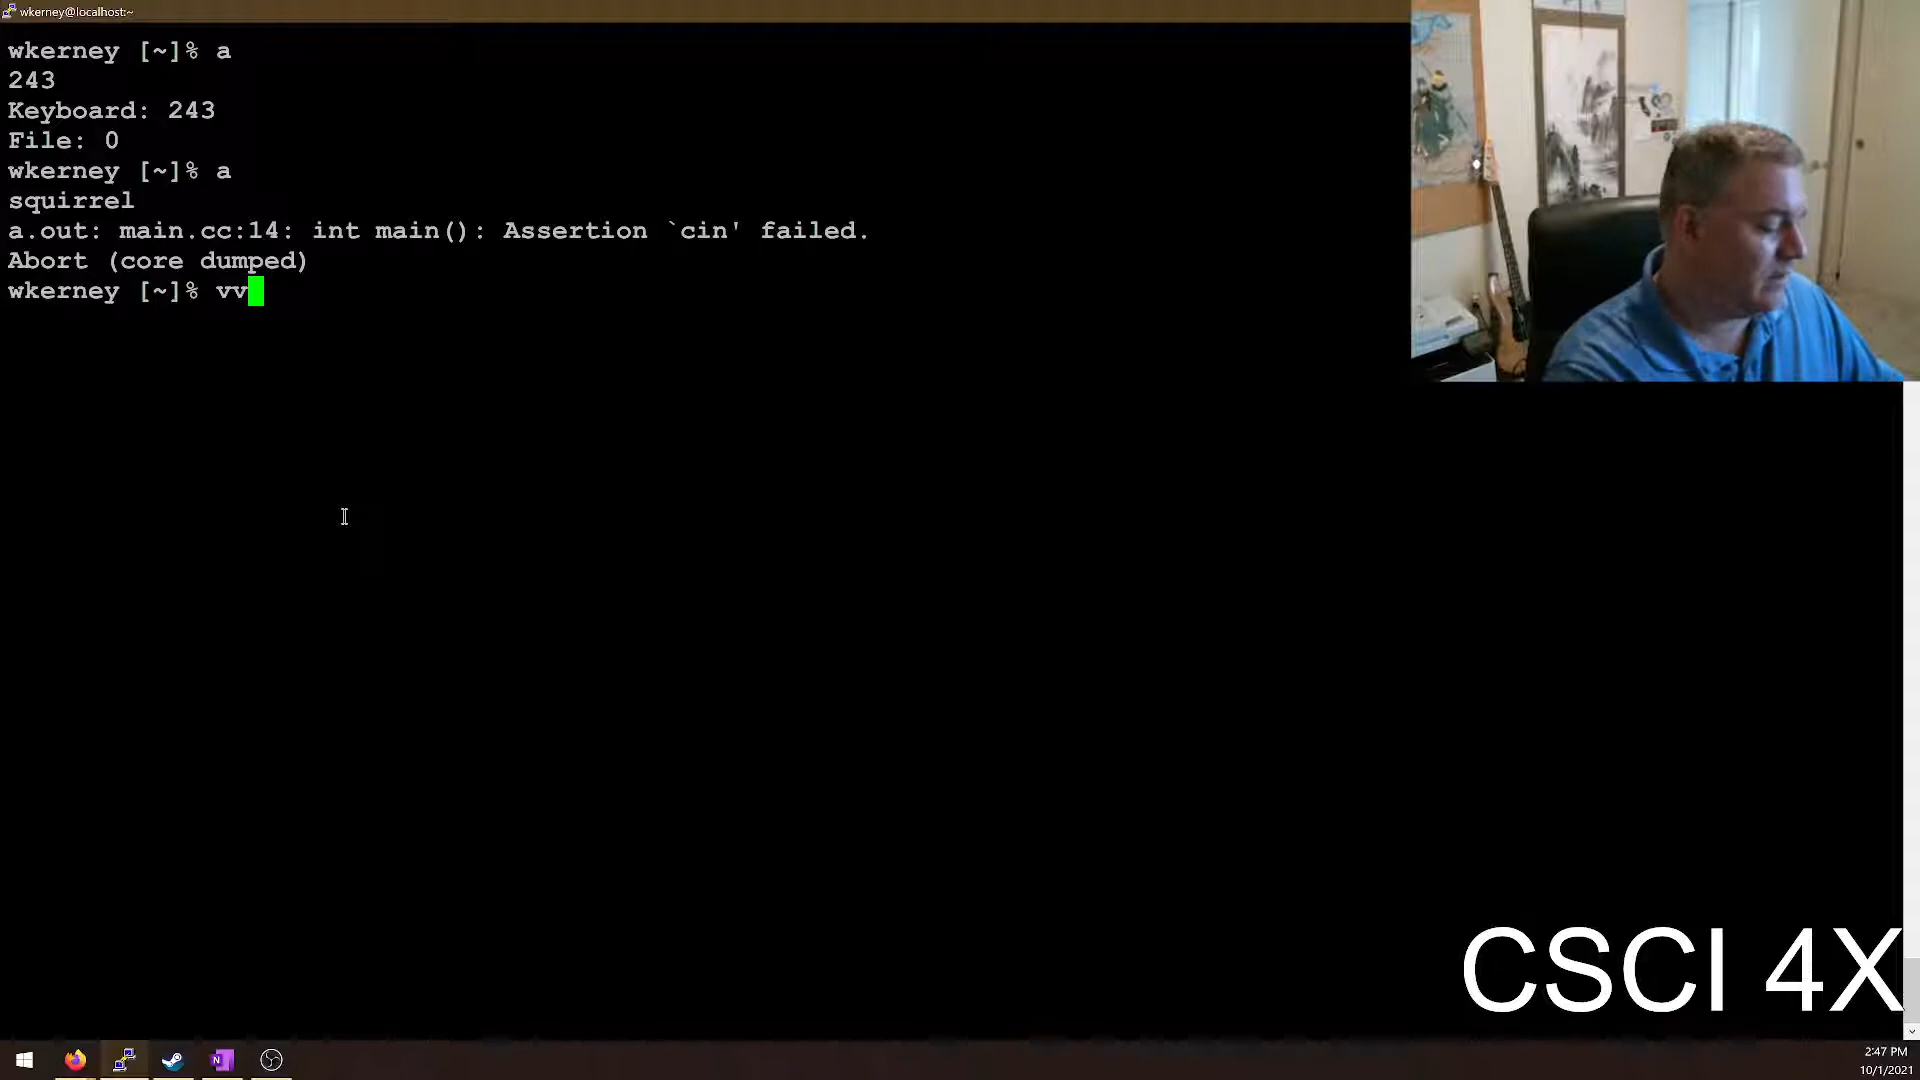 wkerney@localhost:~
wkerney [~]% a
243
Keyboard: 243
File: 0
wkerney [~]% a
squirrel
a.out: main.cc:14: int main(): Assertion `cin' failed.
Abort (core dumped)
wkerney [~]% vv
CSCI 4X
N
2:47 PM
10/1/2021